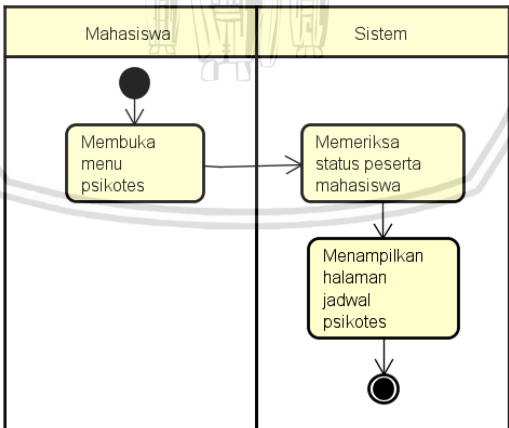 Mahasiswa
Sistem
Membuka
menu
psikotes
Memeriksa
status peserta
mahasiswa
Menampilkan
halaman
jadwal
psikotes